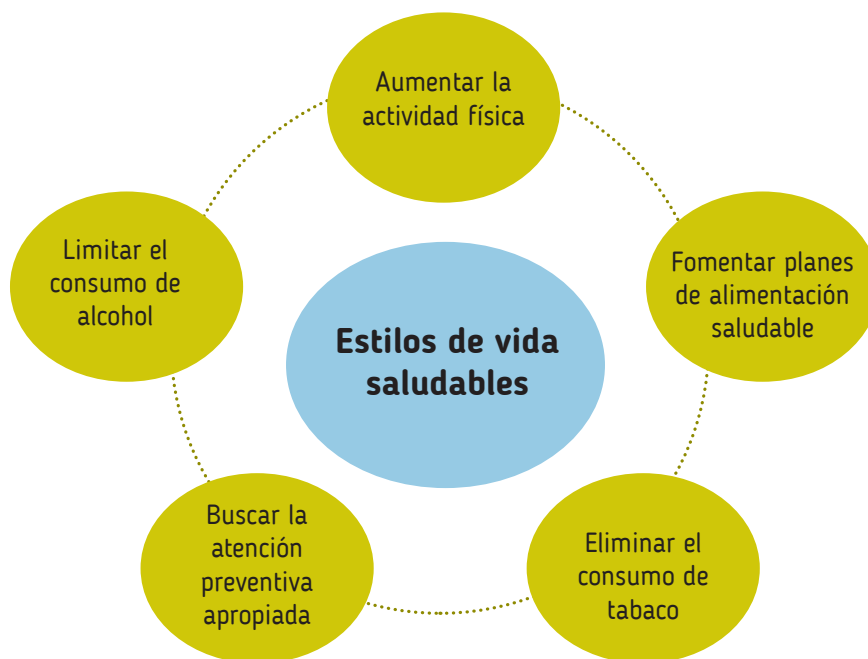 Aumentar la
actividad física
Limitar el
consumo de
alcohol
Fomentar planes
de alimentación
saludable
Estilos de vida
saludables
Buscar la
atención
preventiva
apropiada
Eliminar el
consumo de
tabaco